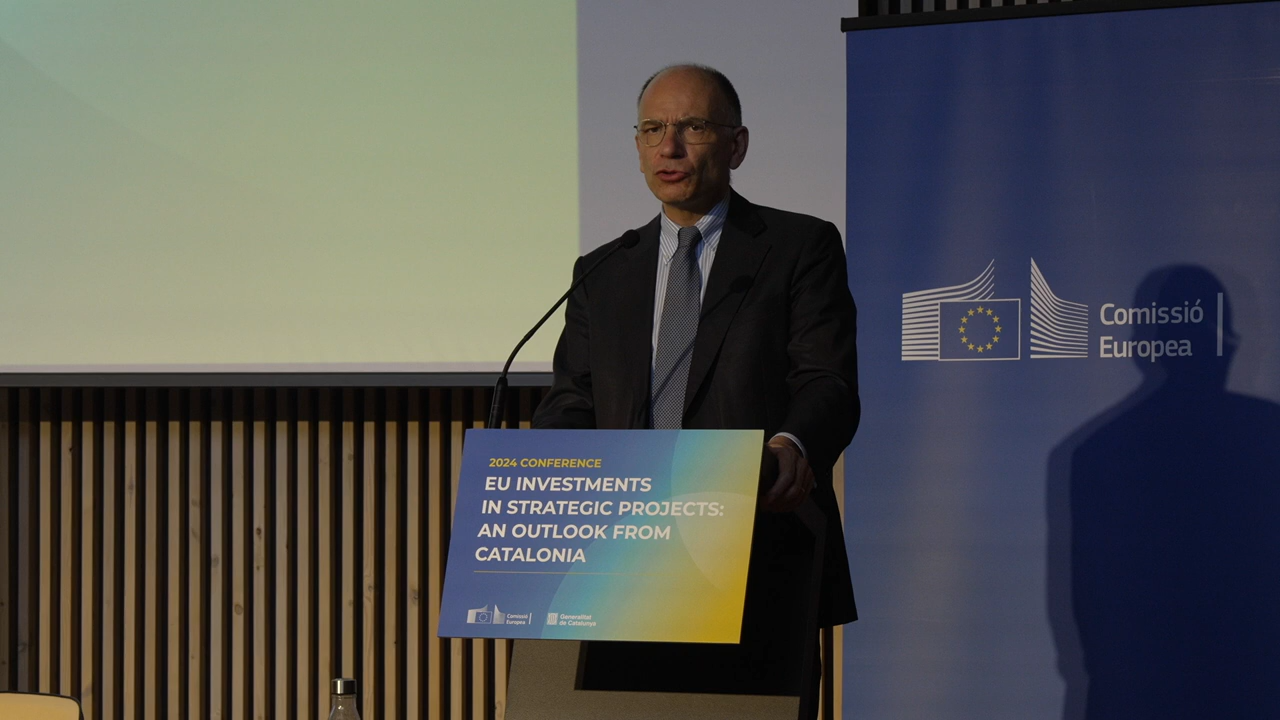 Comissió
Europea
2024 CONFERENCE
EU INVESTMENTS
IN STRATEGIC PROJECTS:
AN OUTLOOK FROM
CATALONIA
Comissió
Europea
Generalitat
de Catalunya